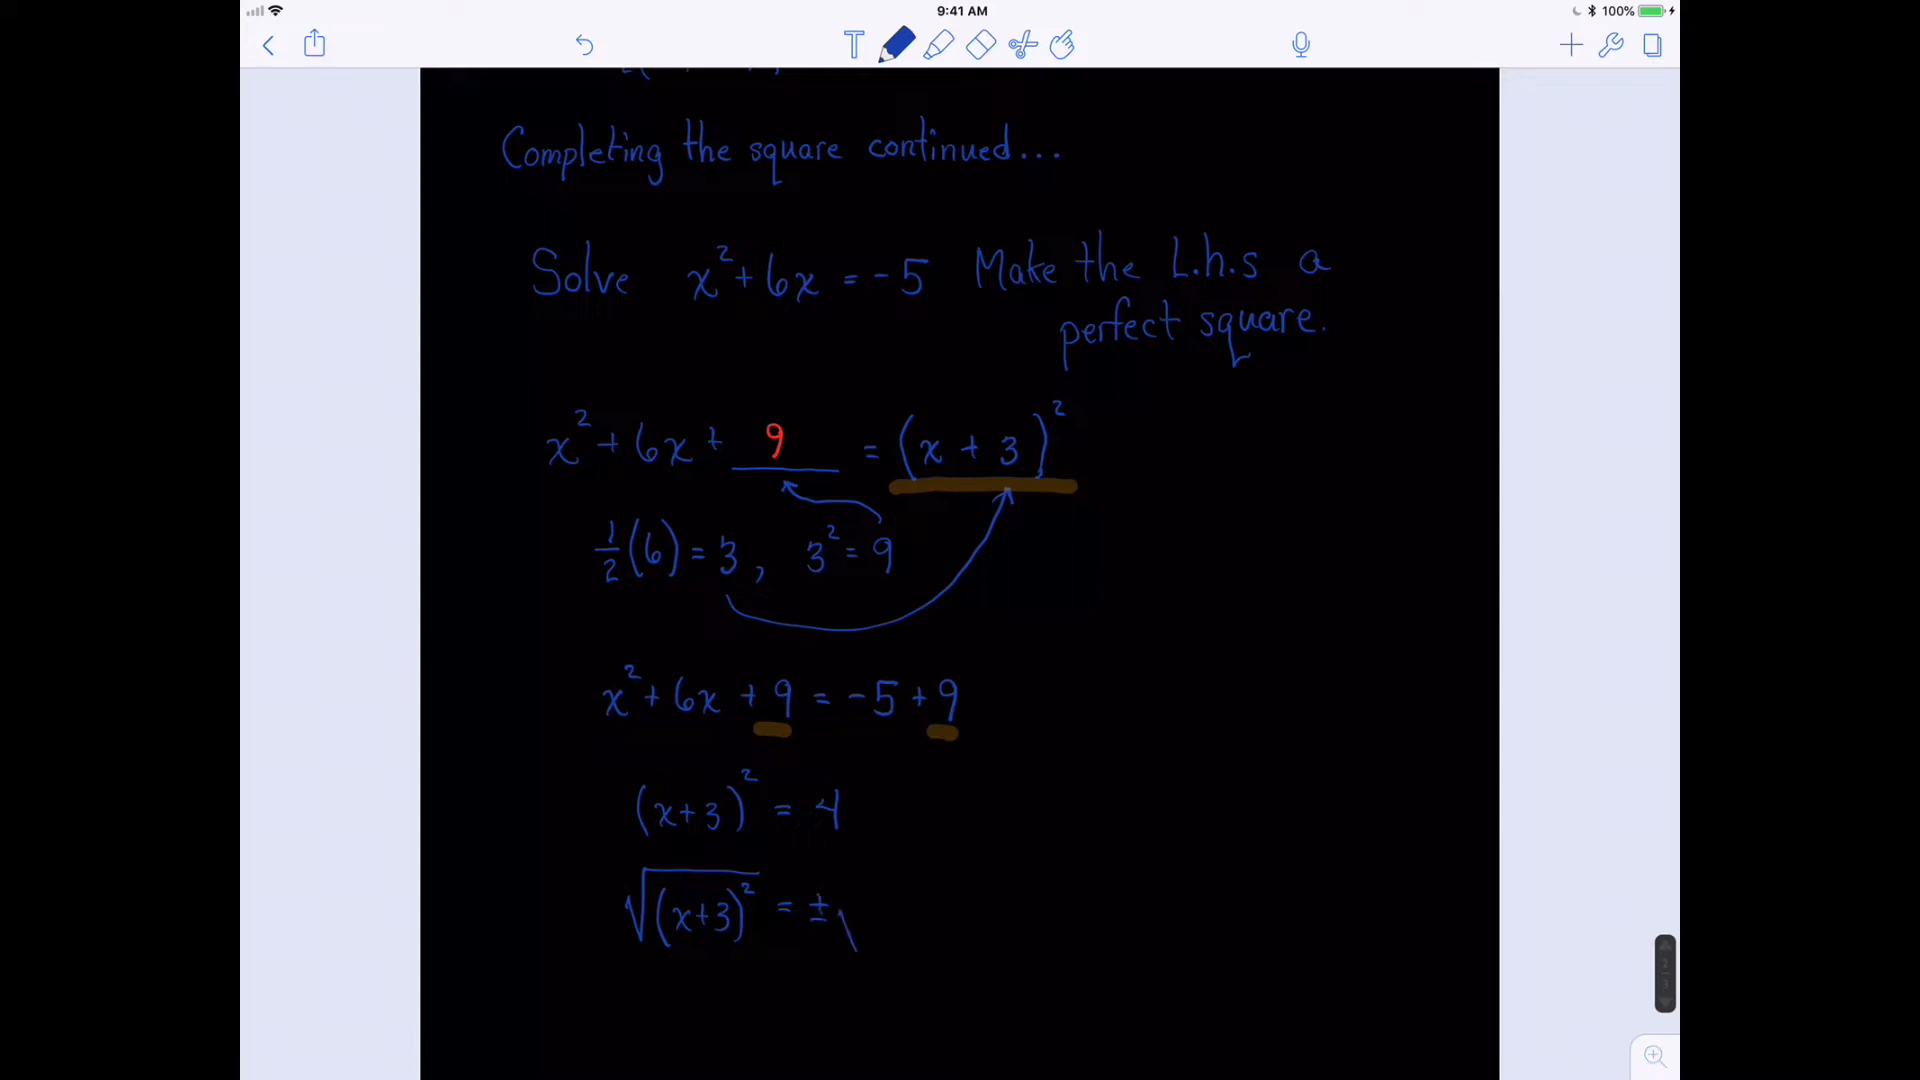 9:41 AM
100%
T
Completing the square continued...
Solve x² + 6x = -5 Make the L.h.s a
perfect square.
x² + 6x + 9 = (x + 3)²
1/2 (6) = 3, 3² = 9
x² + 6x + 9 = -5 + 9
(x+3)² = 4
√(x+3)² = ±